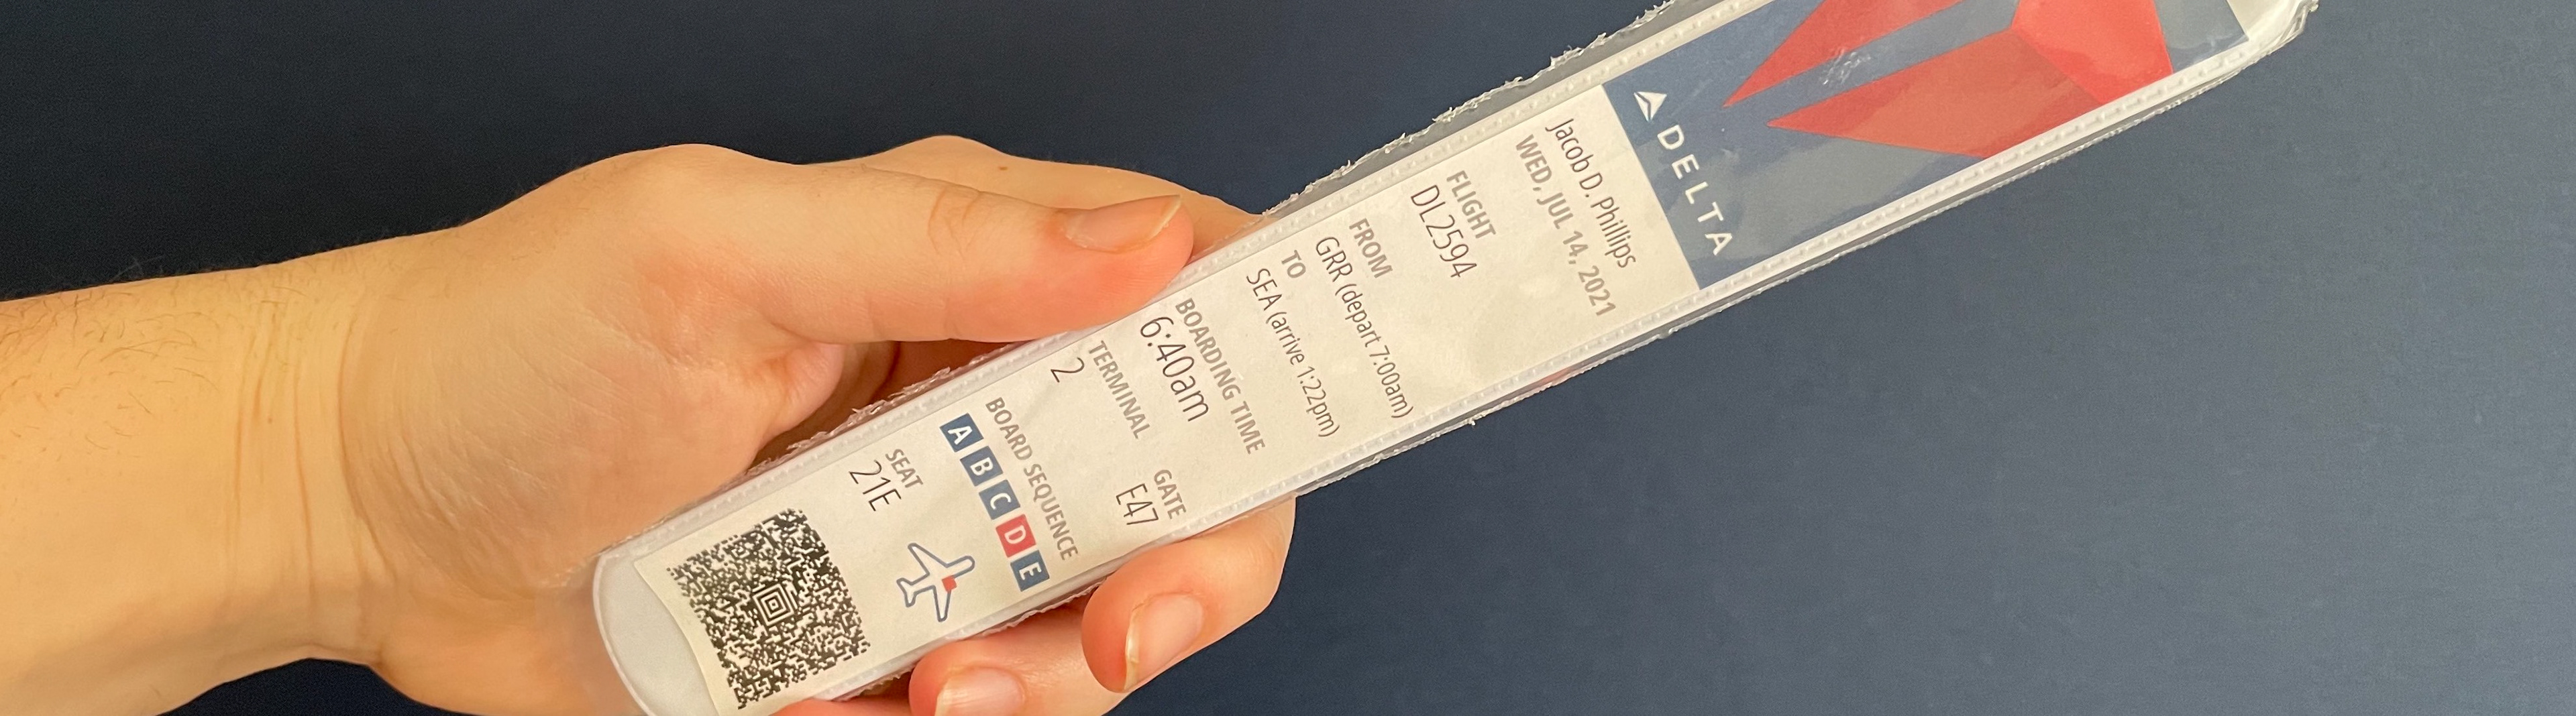 DELTA
Jacob D. Phillips
WED, JUL 14, 2021
FLIGHT
DL2594
FROM
GRR (depart 7:00am)
TO
SEA (arrive 1:22pm)
BOARDING TIME
6:40am
TERMINAL GATE
2 E47
BOARD SEQUENCE
A B C D E
SEAT
21E